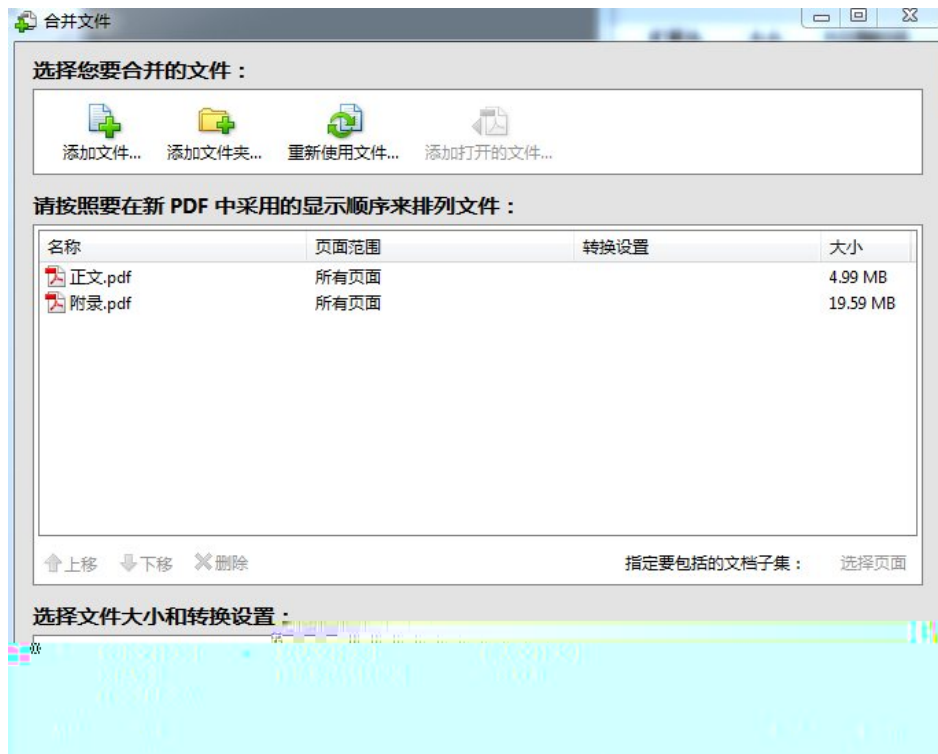 合并文件
选择您要合并的文件：
添加文件... 添加文件夹... 重新使用文件... 添加打开的文件...
请按照要在新 PDF 中采用的显示顺序来排列文件：
名称 页面范围 转换设置 大小
正文.pdf 所有页面 4.99 MB
附录.pdf 所有页面 19.59 MB
上移 下移 删除 指定要包括的文档子集： 选择页面
选择文件大小和转换设置：